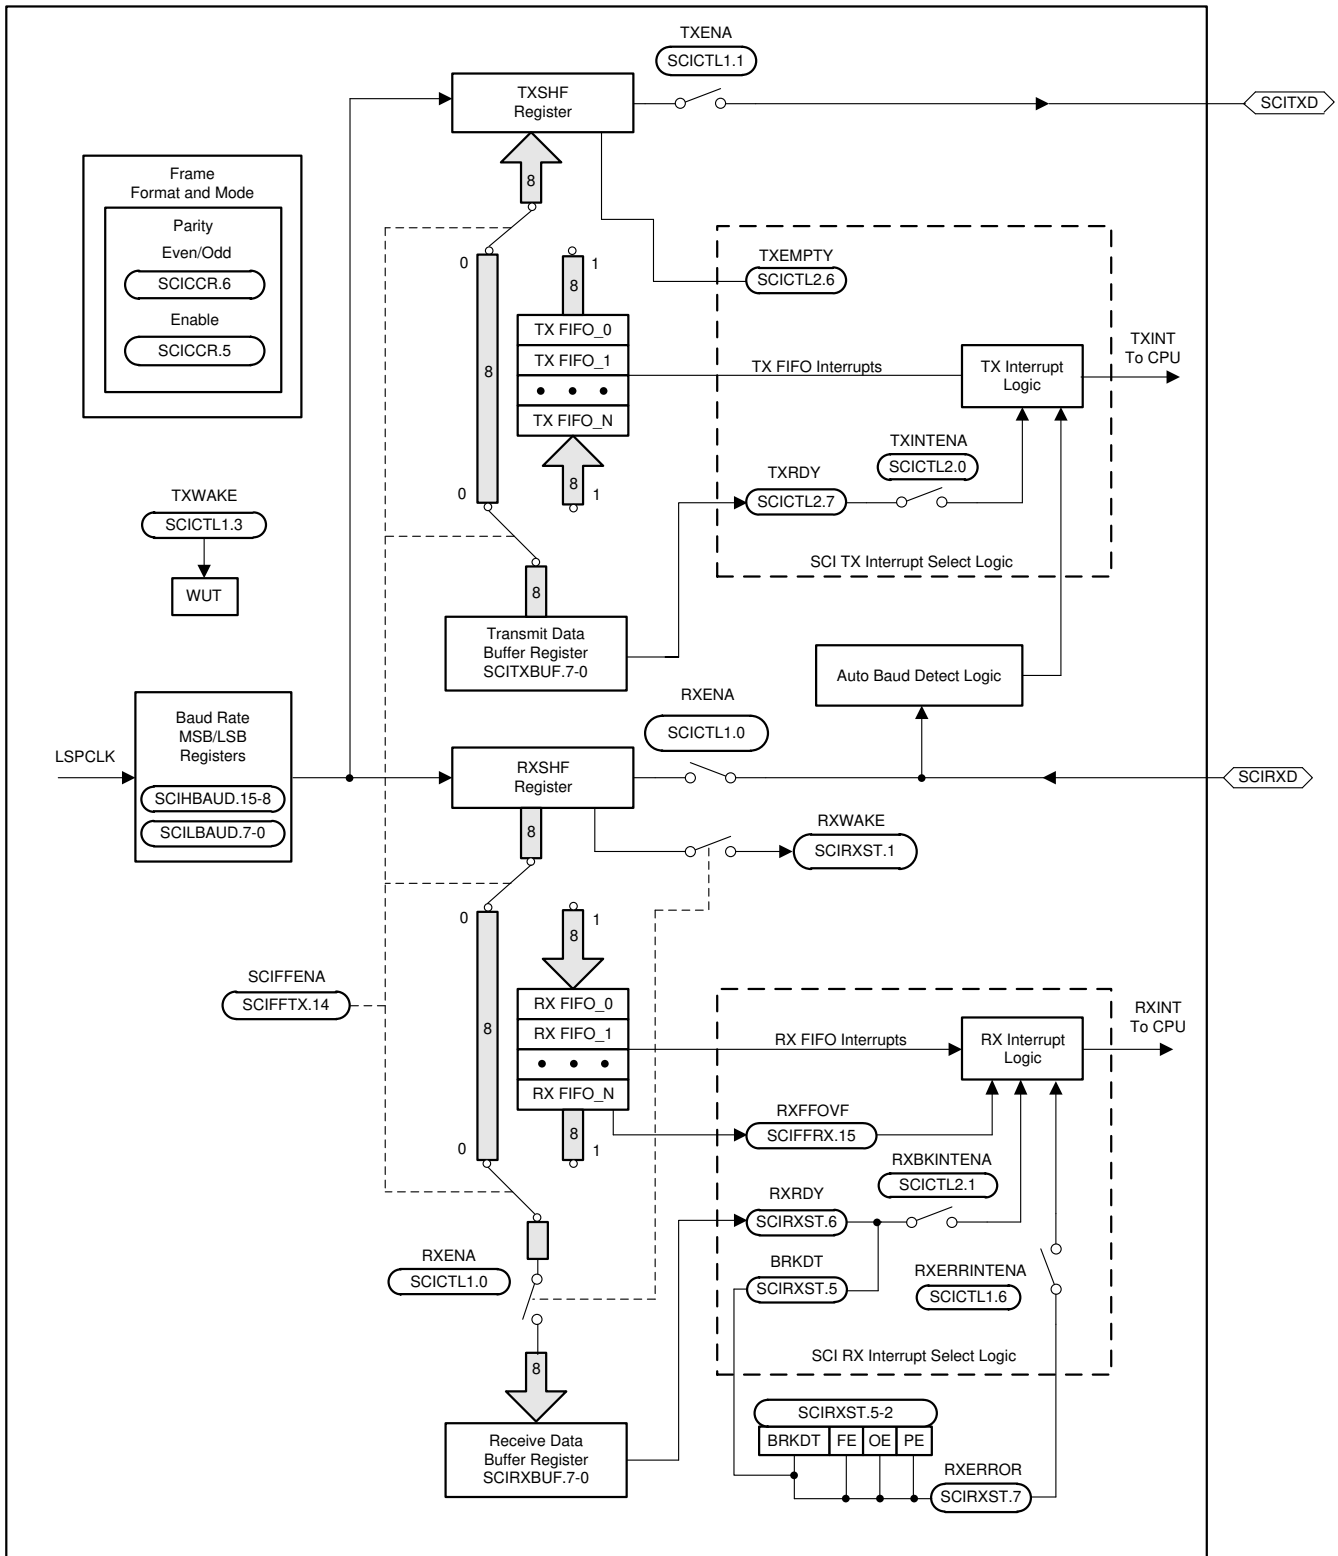 TXENA
SCICTL1.1
TXSHF
Register
SCITXD
Frame
Format and Mode
Parity
Even/Odd
SCICCR.6
Enable
SCICCR.5
8
0
1
8
TXEMPTY
SCICTL2.6
TX FIFO_0
TX FIFO_1
TX FIFO_N
8
TX FIFO Interrupts
TX Interrupt
Logic
TXINT
To CPU
8
0
1
TXINTENA
SCICTL2.0
TXRDY
SCICTL2.7
SCI TX Interrupt Select Logic
TXWAKE
SCICTL1.3
WUT
8
Transmit Data
Buffer Register
SCITXBUF.7-0
Auto Baud Detect Logic
RXENA
SCICTL1.0
LSPCLK
Baud Rate
MSB/LSB
Registers
SCIHBAUD.15-8
SCILBAUD.7-0
RXSHF
Register
SCIRXD
8
RXWAKE
SCIRXST.1
0
1
8
SCIFFENA
SCIFFTX.14
8
RX FIFO_0
RX FIFO_1
RX FIFO_N
RX FIFO Interrupts
RX Interrupt
Logic
RXINT
To CPU
8
0
1
RXFFOVF
SCIFFRX.15
RXBKINTENA
SCICTL2.1
RXRDY
SCIRXST.6
BRKDT
SCIRXST.5
RXERRINTENA
SCICTL1.6
RXENA
SCICTL1.0
SCI RX Interrupt Select Logic
8
Receive Data
Buffer Register
SCIRXBUF.7-0
SCIRXST.5-2
BRKDT FE OE PE
RXERROR
SCIRXST.7